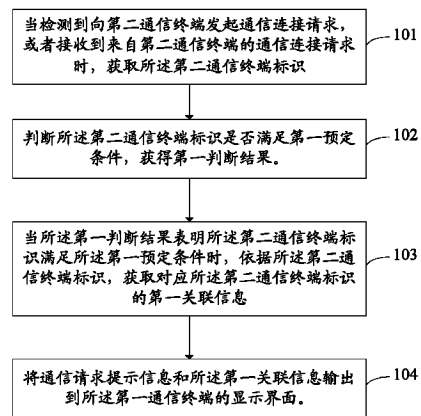 当检测到向第二通信终端发起通信连接请求，
或者接收到来自第二通信终端的通信连接请求
时，获取所述第二通信终端标识
101
判断所述第二通信终端标识是否满足第一预定
条件，获得第一判断结果。
102
当所述第一判断结果表明所述第二通信终端标
识满足所述第一预定条件时，依据所述第二通
信终端标识，获取对应所述第二通信终端标识
的第一关联信息
103
将通信请求提示信息和所述第一关联信息输出
到所述第一通信终端的显示界面。
104